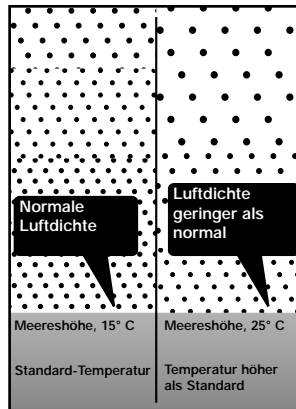 Normale
Luftdichte
Luftdichte
geringer als
normal
Meereshöhe, 15° C
Meereshöhe, 25° C
Standard-Temperatur
Temperatur höher
als Standard